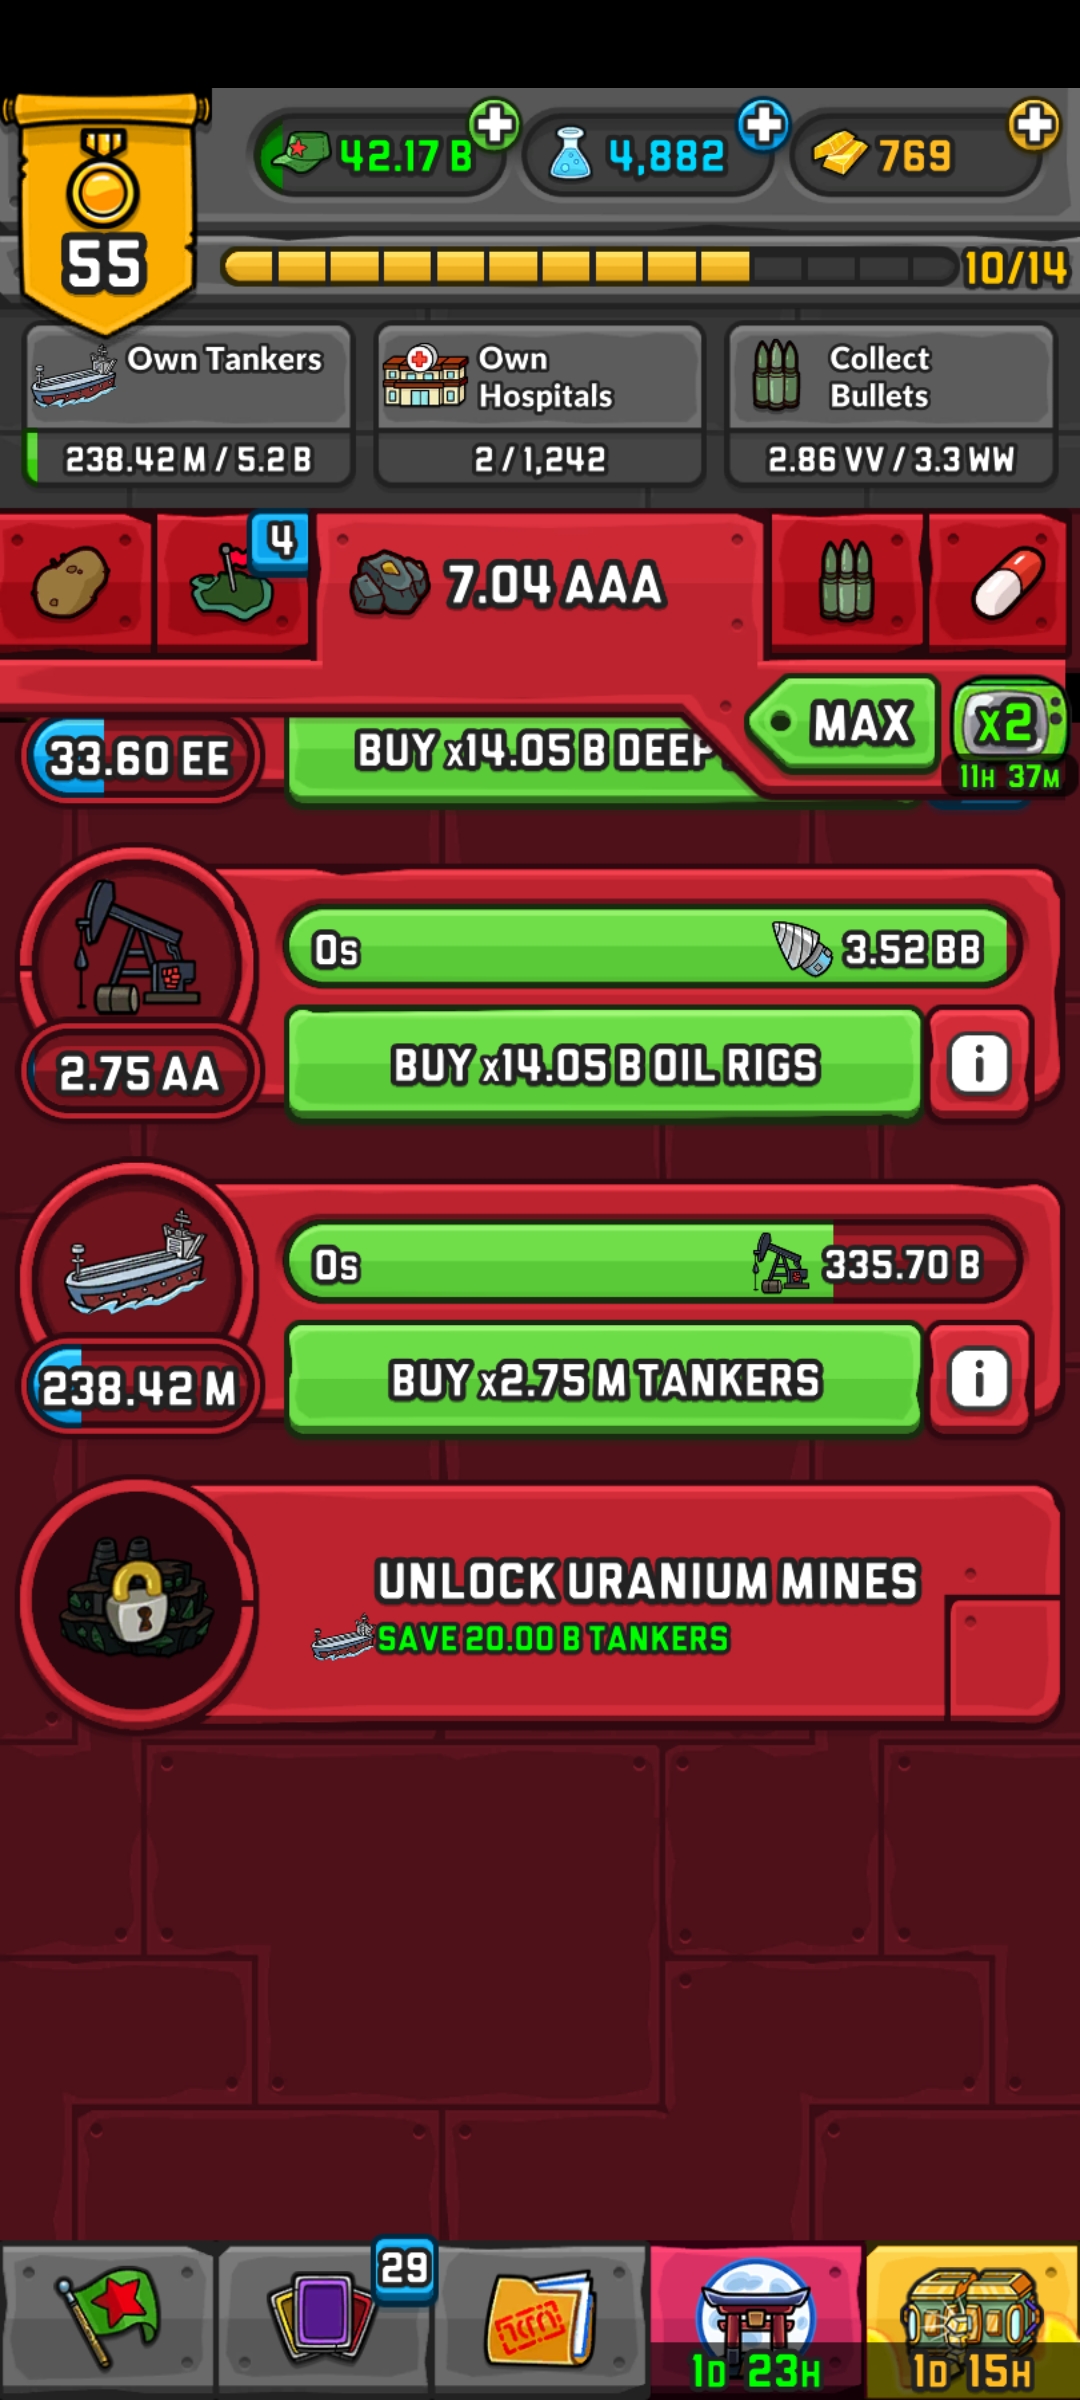 42.17 B
4,882
769
55
10/14
Own Tankers
238.42 M / 5.2 B
Own
Hospitals
2 / 1,242
Collect
Bullets
2.86 VV / 3.3 WW
4
7.04 AAA
MAX
x2
11H 37M
33.60 EE
BUY x14.05 B DEEP
0s
3.52 BB
2.75 AA
BUY x14.05 B OIL RIGS
i
0s
335.70 B
238.42 M
BUY x2.75 M TANKERS
i
UNLOCK URANIUM MINES
SAVE 20.00 B TANKERS
29
1D 23H
1D 15H